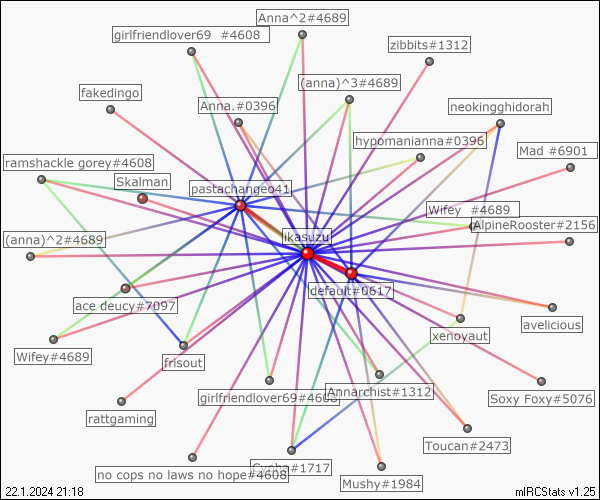 Anna^2#4689
girlfriendlover69 #4608
zibbits#1312
(anna)^3#4689
fakedingo
Anna.#0396
neokingghidorah
hypomanianna#0396
Mad #6901
ramshackle gorey#4608
Skalman
pastachangeo41
Wifey #4689
AlpineRooster#2156
ikasuzu
(anna)^2#4689
default#0617
ace deucy#7097
avelicious
xenoyaut
Wifey#4689
frisout
Annarchist#1312
girlfriendlover69#4608
Soxy Foxy#5076
rattgaming
Toucan#2473
#1717
no cops no laws no hope#4608
Mushy#1984
22.1.2024 21:18
mIRCStats v1.25